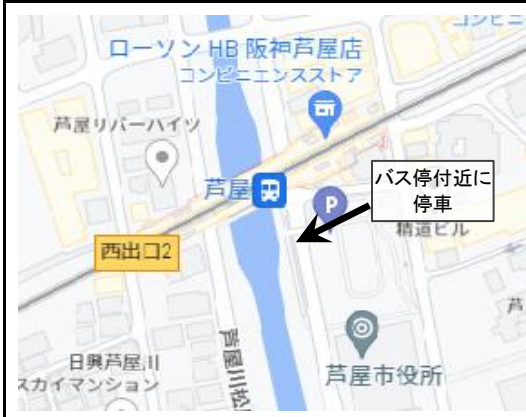 コンビニ
ローソン HB 阪神芦屋店
コンビニエンスストア
芦屋リバーハイツ
芦屋
P
バス停付近に
停車
精道ビル
西出口2
芦屋川松
日興芦屋川
スカイマンション
芦屋市役所
芦